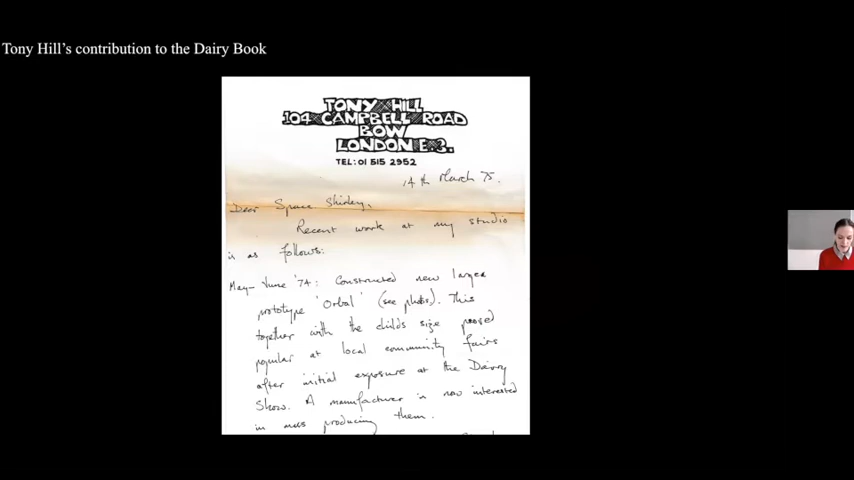 Tony Hill's contribution to the Dairy Book
TONY HILL
104 CAMPBELL ROAD
BOW
LONDON E.3.
TEL: 01 515 2952
14th March 75.
Dear Space Shirley,
Recent work at my studio
is as follows:
May - June '74: Constructed new larger
prototype 'Orbal' (see photos). This
together with the childs size proved
popular at local community fairs
after initial exposure at the Dairy
Show. A manufacturer is now interested
in mass producing them.